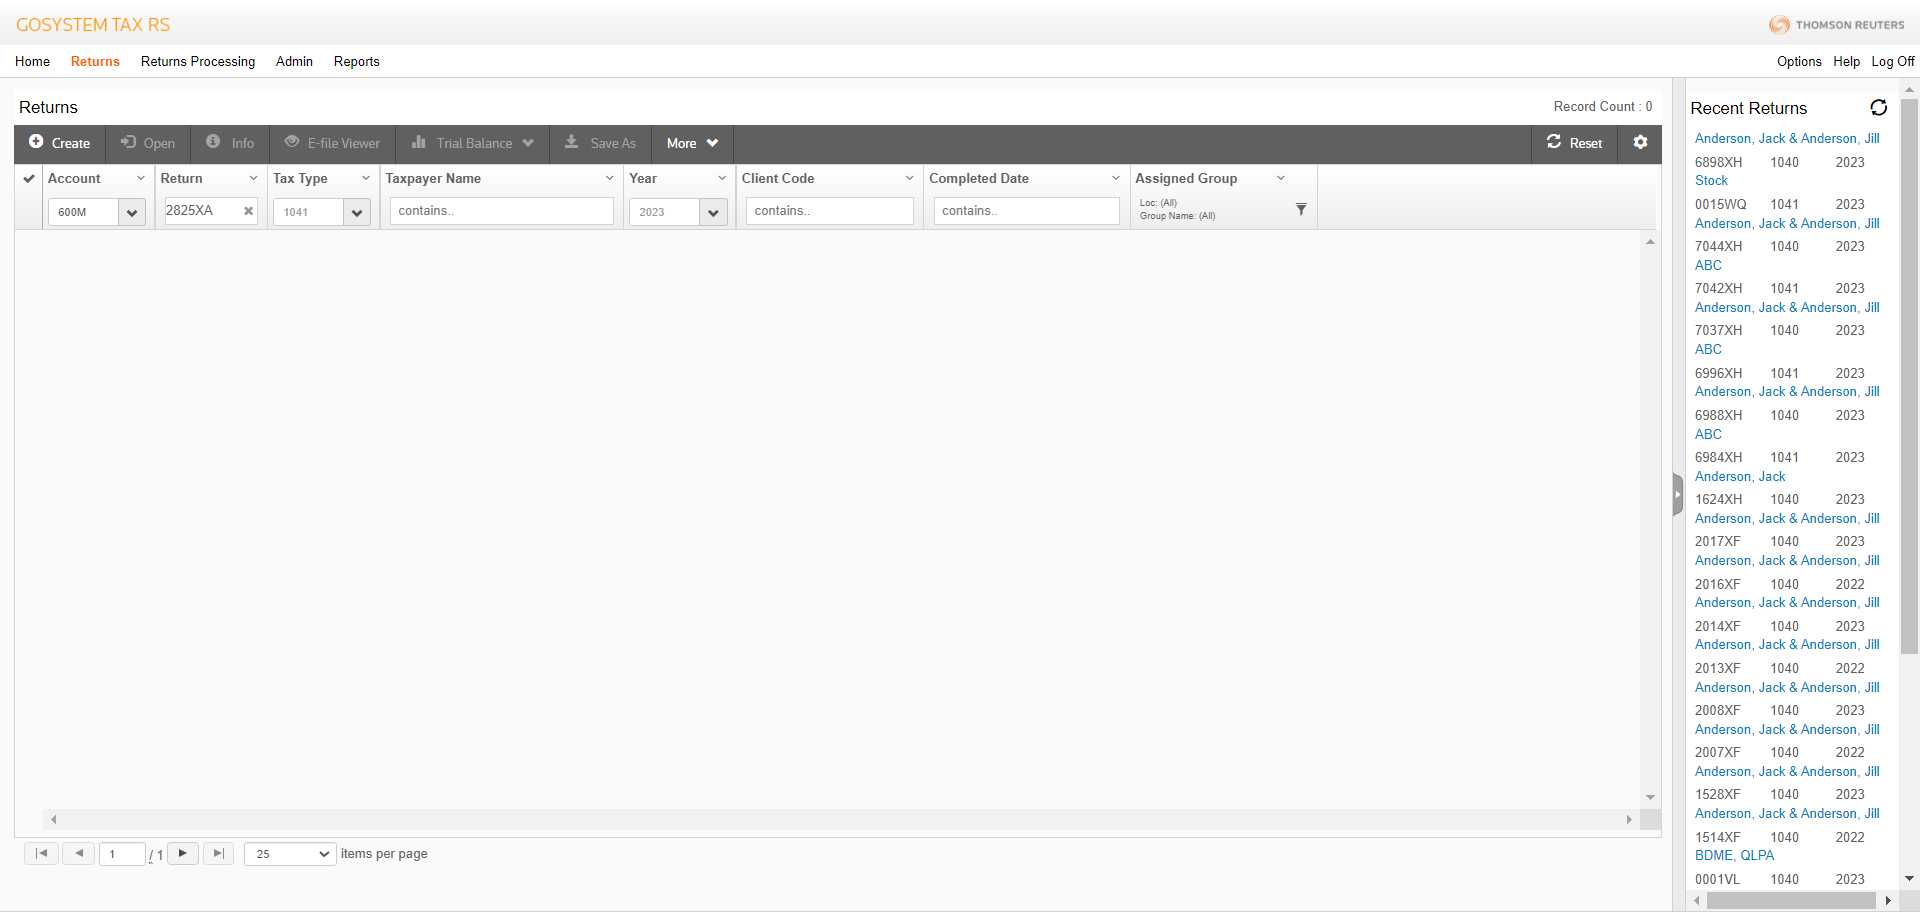 GOSYSTEM TAX RS
THOMSON REUTERS
Home Returns Returns Processing Admin Reports
Options Help Log Off
Returns
Record Count : 0
Create Open Info E-file Viewer Trial Balance Save As More Reset
Account Return Tax Type Taxpayer Name Year Client Code Completed Date Assigned Group
600M 2825XA 1041 contains.. 2023 contains.. contains.. Loc: (All)
Group Name: (All)
1 / 1 25 items per page
Recent Returns
Anderson, Jack & Anderson, Jill
6898XH 1040 2023
Stock
0015WQ 1041 2023
Anderson, Jack & Anderson, Jill
7044XH 1040 2023
ABC
7042XH 1041 2023
Anderson, Jack & Anderson, Jill
7037XH 1040 2023
ABC
6996XH 1041 2023
Anderson, Jack & Anderson, Jill
6988XH 1040 2023
ABC
6984XH 1041 2023
Anderson, Jack
1624XH 1040 2023
Anderson, Jack & Anderson, Jill
2017XF 1040 2023
Anderson, Jack & Anderson, Jill
2016XF 1040 2022
Anderson, Jack & Anderson, Jill
2014XF 1040 2023
Anderson, Jack & Anderson, Jill
2013XF 1040 2022
Anderson, Jack & Anderson, Jill
2008XF 1040 2023
Anderson, Jack & Anderson, Jill
2007XF 1040 2022
Anderson, Jack & Anderson, Jill
1528XF 1040 2023
Anderson, Jack & Anderson, Jill
1514XF 1040 2022
BDME, QLPA
0001VL 1040 2023